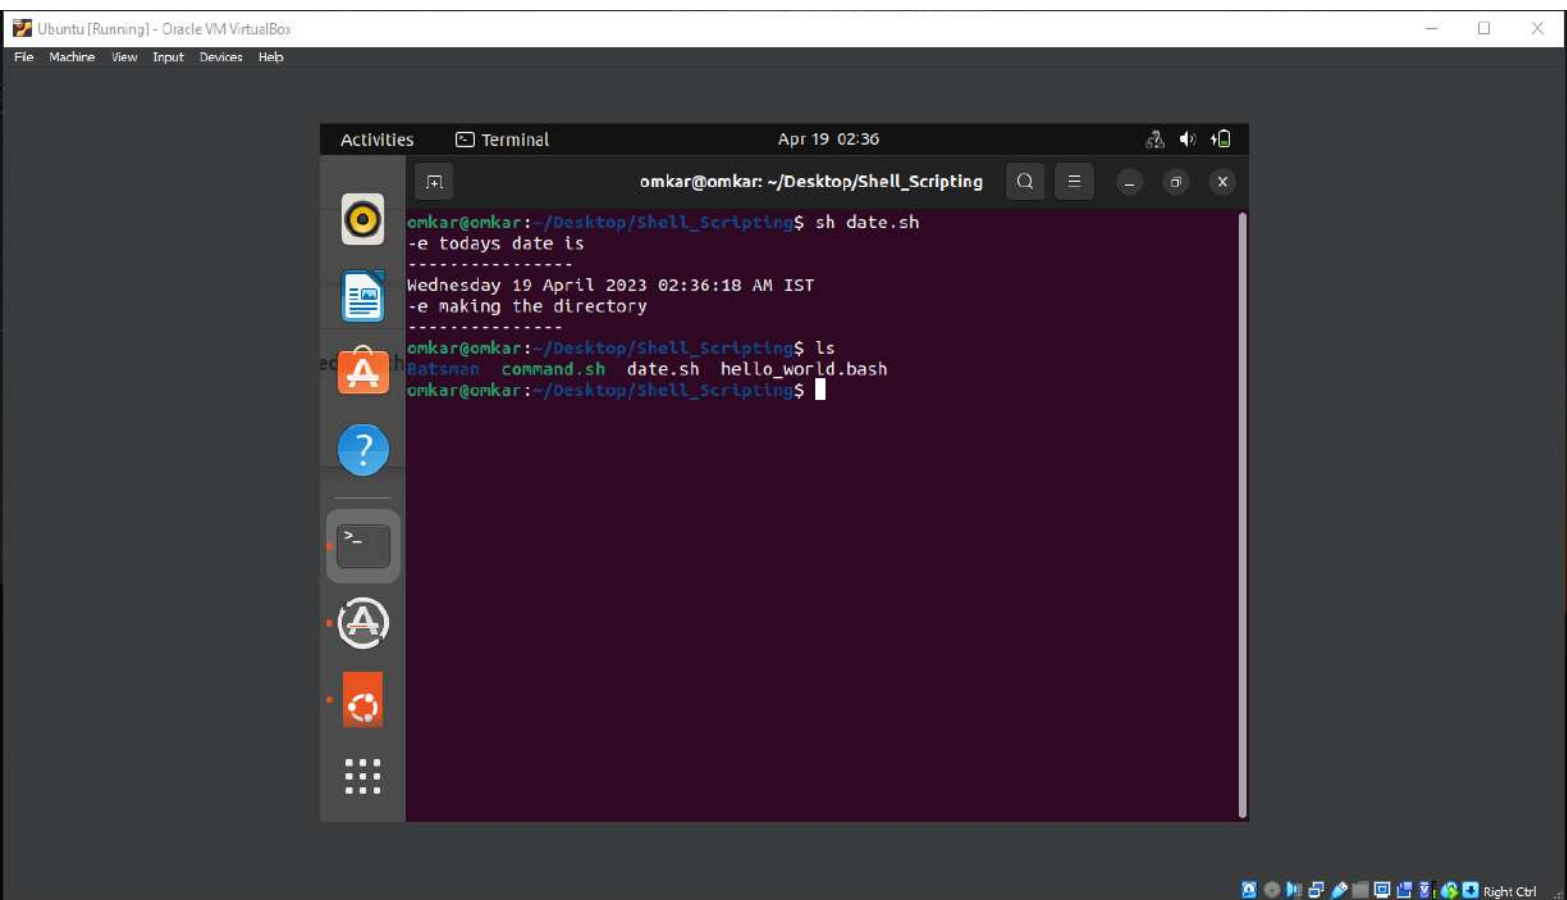 Ubuntu [Running] - Oracle VM VirtualBox
File Machine View Input Devices Help
Activities Terminal Apr 19 02:36
omkar@omkar: ~/Desktop/Shell_Scripting
omkar@omkar:~/Desktop/Shell_Scripting$ sh date.sh
-e todays date is
----------------
Wednesday 19 April 2023 02:36:18 AM IST
-e making the directory
---------------
omkar@omkar:~/Desktop/Shell_Scripting$ ls
Batsman command.sh date.sh hello_world.bash
omkar@omkar:~/Desktop/Shell_Scripting$
Right Ctrl